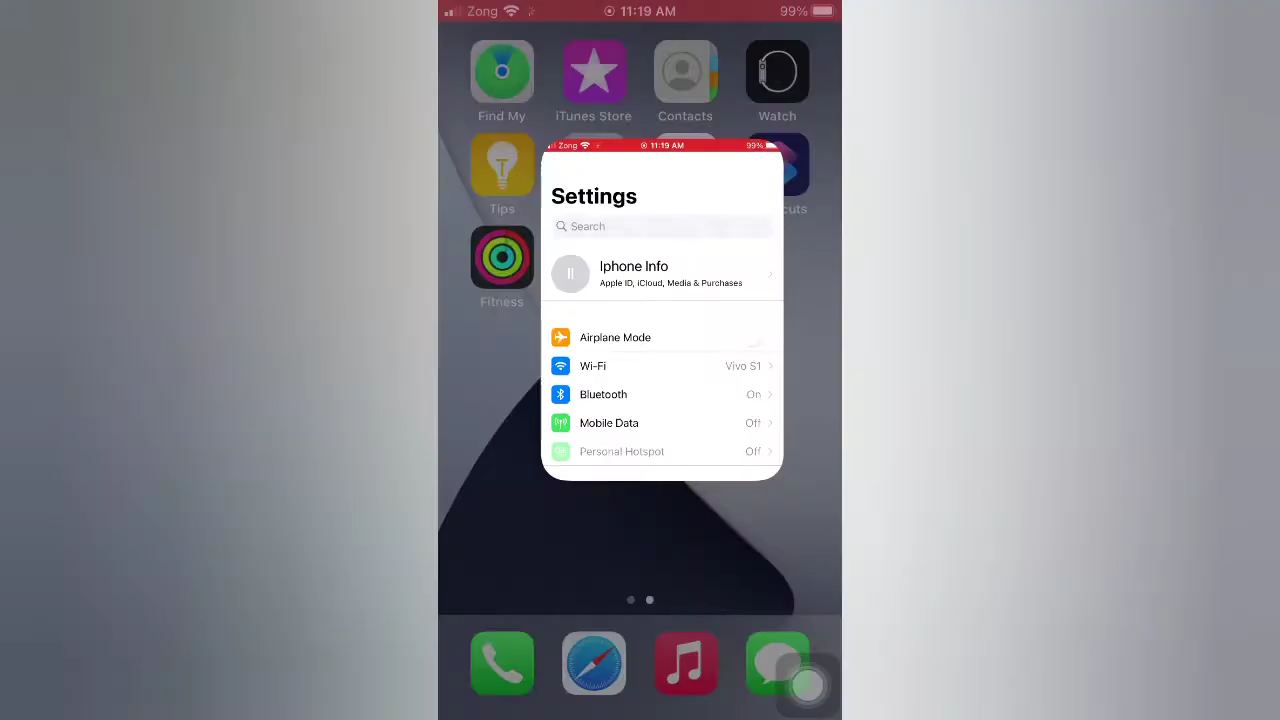 Zong 11:19 AM 99%
Find My iTunes Store Contacts Watch
Tips cuts
Fitness
Zong 11:19 AM 99%
Settings
Search
II Iphone Info
Apple ID, iCloud, Media & Purchases
Airplane Mode
Wi-Fi Vivo S1
Bluetooth On
Mobile Data Off
Personal Hotspot Off